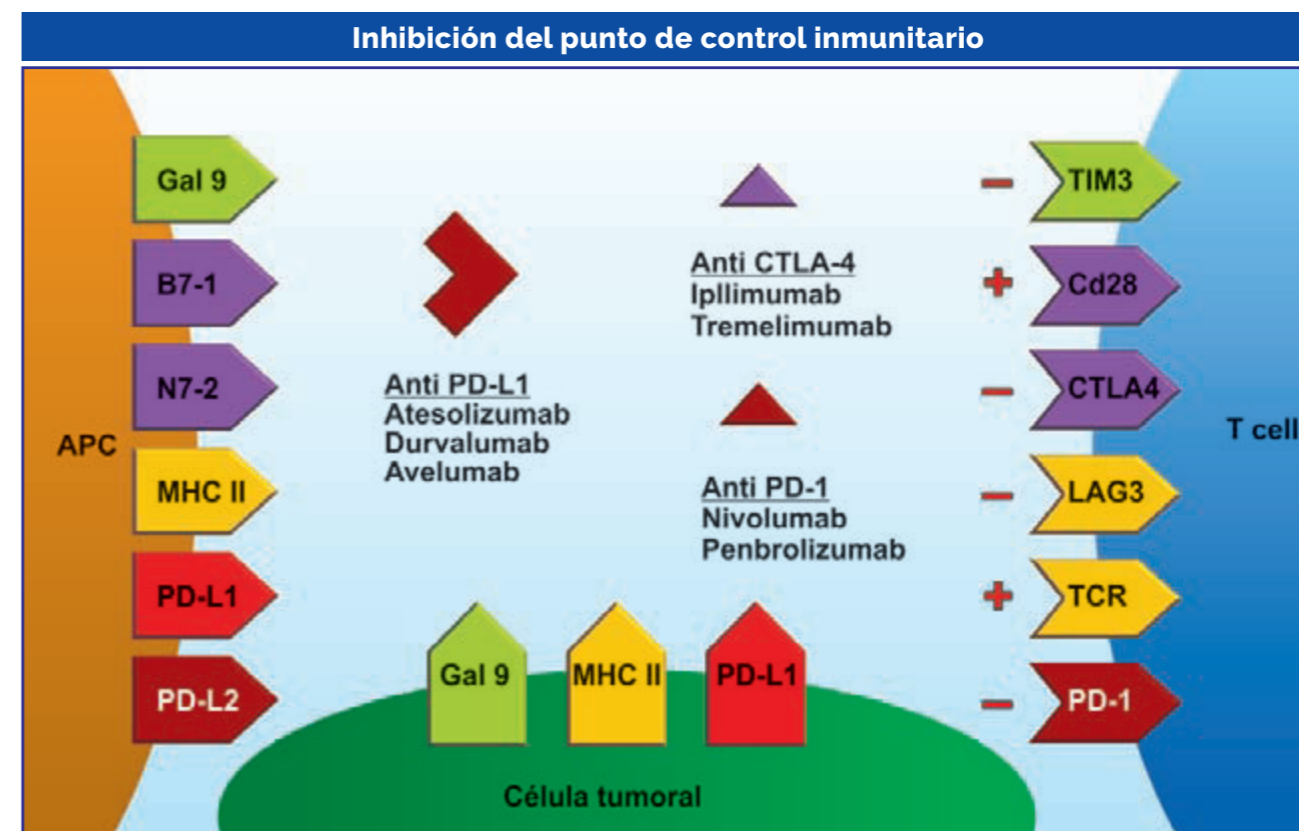 Inhibición del punto de control inmunitario
APC
Gal 9
B7-1
N7-2
MHC II
PD-L1
PD-L2
Anti PD-L1
Atesolizumab
Durvalumab
Avelumab
Anti CTLA-4
Ipllimumab
Tremelimumab
Anti PD-1
Nivolumab
Penbrolizumab
− TIM3
+ Cd28
− CTLA4
− LAG3
+ TCR
− PD-1
T cell
Gal 9
MHC II
PD-L1
Célula tumoral